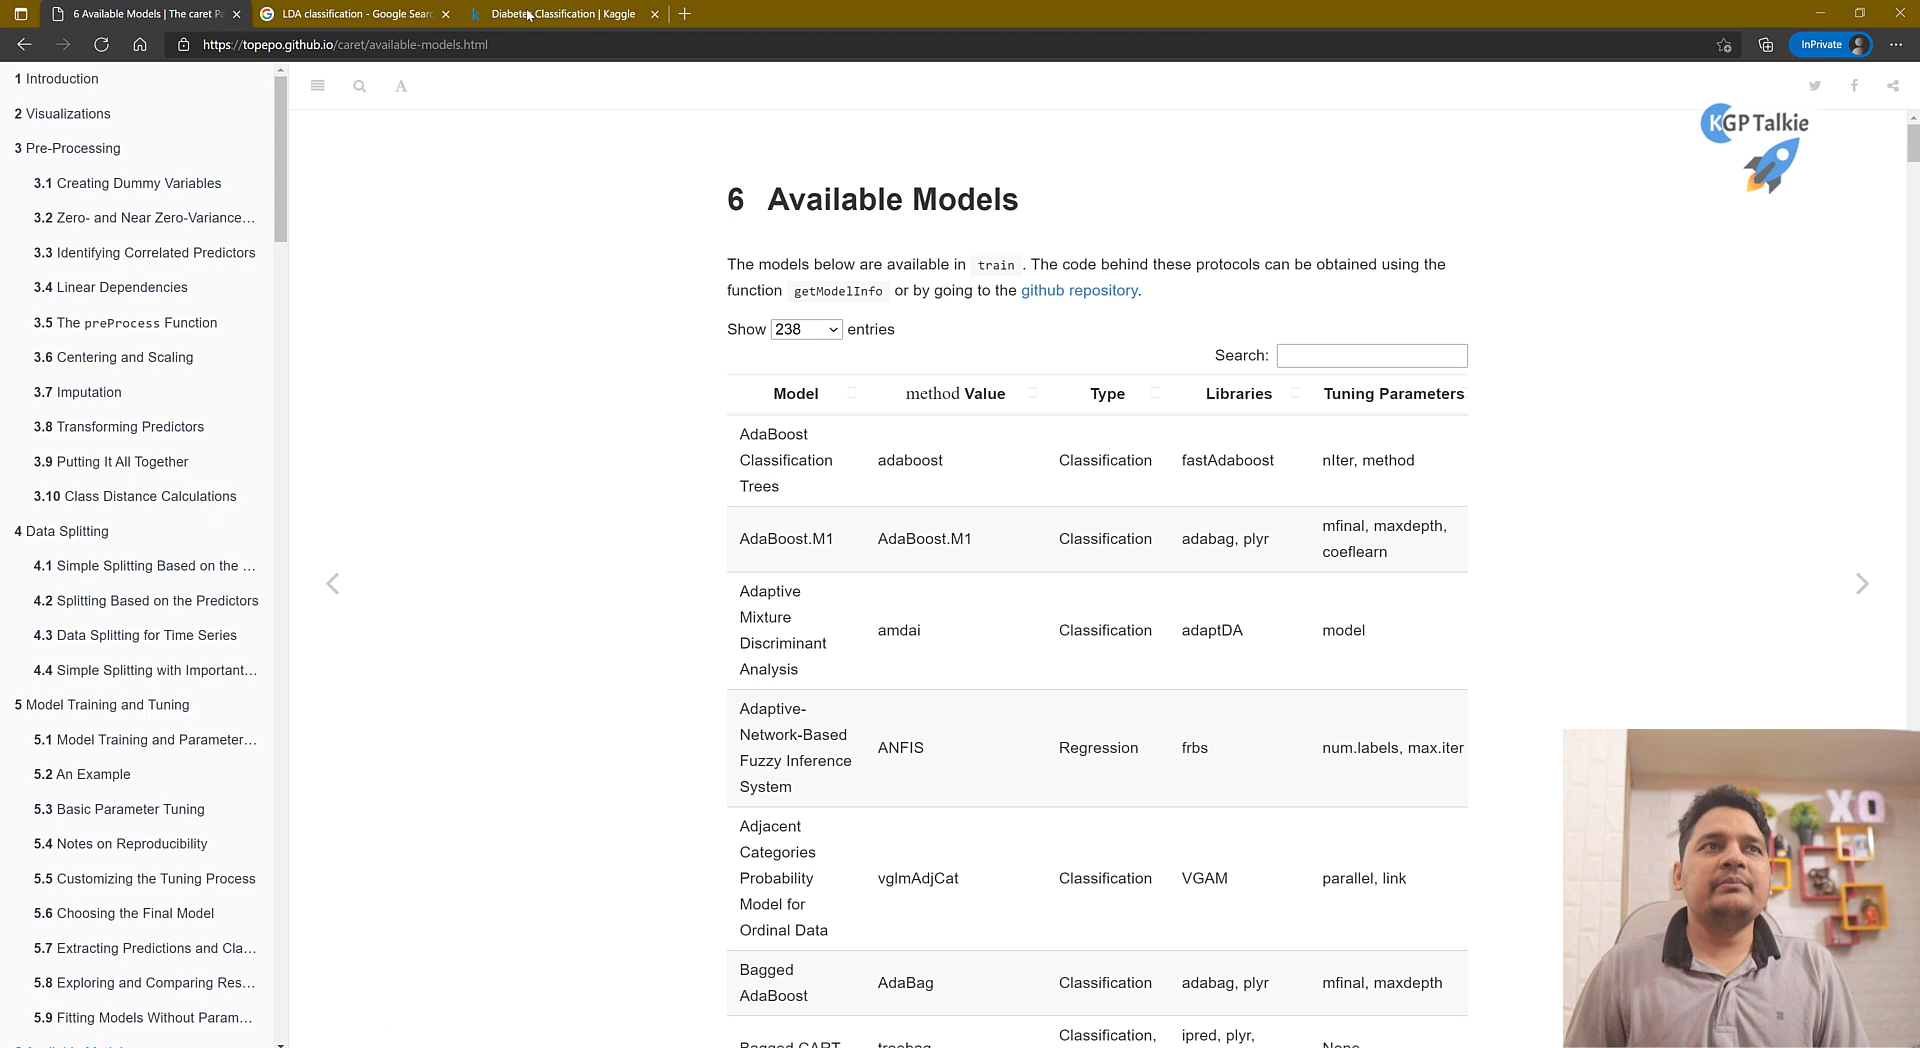 6 Available Models | The caret Pa
LDA classification - Google Searc
Diabetes Classification | Kaggle
https://topepo.github.io/caret/available-models.html
InPrivate
1 Introduction
2 Visualizations
3 Pre-Processing
3.1 Creating Dummy Variables
3.2 Zero- and Near Zero-Variance…
3.3 Identifying Correlated Predictors
3.4 Linear Dependencies
3.5 The preProcess Function
3.6 Centering and Scaling
3.7 Imputation
3.8 Transforming Predictors
3.9 Putting It All Together
3.10 Class Distance Calculations
4 Data Splitting
4.1 Simple Splitting Based on the …
4.2 Splitting Based on the Predictors
4.3 Data Splitting for Time Series
4.4 Simple Splitting with Important…
5 Model Training and Tuning
5.1 Model Training and Parameter…
5.2 An Example
5.3 Basic Parameter Tuning
5.4 Notes on Reproducibility
5.5 Customizing the Tuning Process
5.6 Choosing the Final Model
5.7 Extracting Predictions and Cla…
5.8 Exploring and Comparing Res…
5.9 Fitting Models Without Param…
A
KGP Talkie
6 Available Models
The models below are available in train . The code behind these protocols can be obtained using the
function getModelInfo or by going to the github repository.
Show 238 entries
Search:
Model method Value Type Libraries Tuning Parameters
AdaBoost
Classification
Trees
adaboost Classification fastAdaboost nIter, method
AdaBoost.M1 AdaBoost.M1 Classification adabag, plyr
mfinal, maxdepth,
coeflearn
Adaptive
Mixture
Discriminant
Analysis
amdai Classification adaptDA model
Adaptive-
Network-Based
Fuzzy Inference
System
ANFIS Regression frbs num.labels, max.iter
Adjacent
Categories
Probability
Model for
Ordinal Data
vglmAdjCat Classification VGAM parallel, link
Bagged
AdaBoost
AdaBag Classification adabag, plyr mfinal, maxdepth
Bagged CART treebag
Classification, ipred, plyr,
None
XO